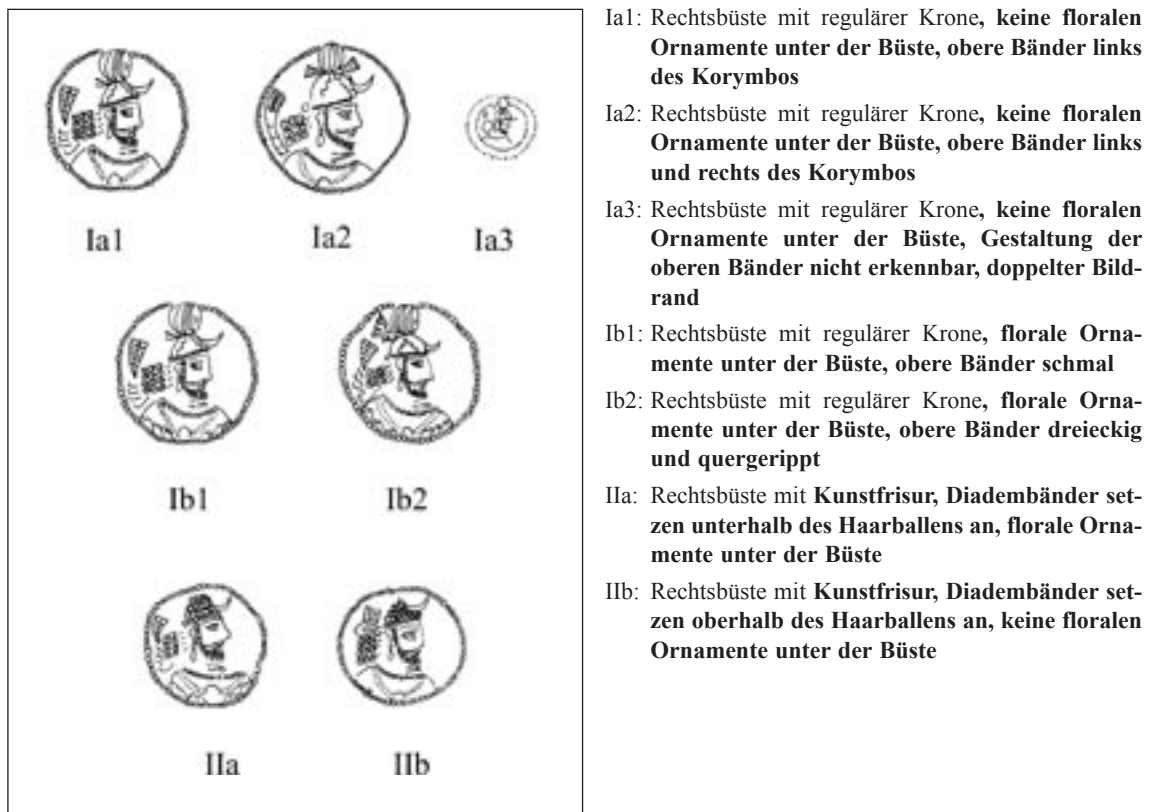 Ia1
Ia2
Ia3
Ib1
Ib2
IIa
IIb
Ia1: Rechtsbüste mit regulärer Krone, keine floralen
Ornamente unter der Büste, obere Bänder links
des Korymbos
Ia2: Rechtsbüste mit regulärer Krone, keine floralen
Ornamente unter der Büste, obere Bänder links
und rechts des Korymbos
Ia3: Rechtsbüste mit regulärer Krone, keine floralen
Ornamente unter der Büste, Gestaltung der
oberen Bänder nicht erkennbar, doppelter Bild-
rand
Ib1: Rechtsbüste mit regulärer Krone, florale Orna-
mente unter der Büste, obere Bänder schmal
Ib2: Rechtsbüste mit regulärer Krone, florale Orna-
mente unter der Büste, obere Bänder dreieckig
und quergerippt
IIa: Rechtsbüste mit Kunstfrisur, Diadembänder set-
zen unterhalb des Haarballens an, florale Orna-
mente unter der Büste
IIb: Rechtsbüste mit Kunstfrisur, Diadembänder set-
zen oberhalb des Haarballens an, keine floralen
Ornamente unter der Büste